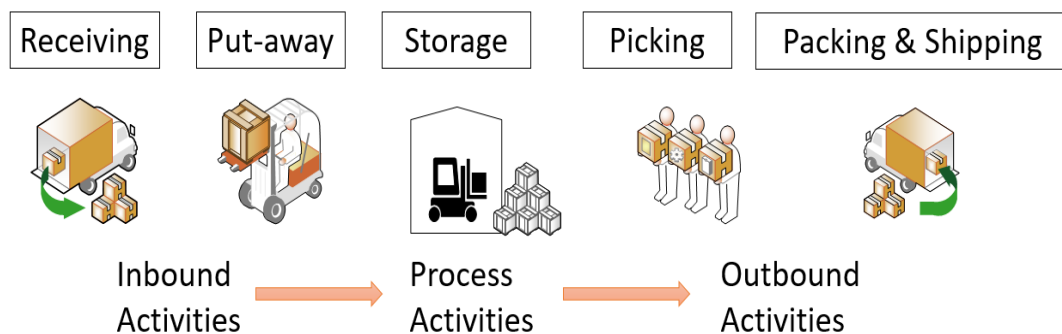 Receiving
Put-away
Storage
Picking
Packing & Shipping
Inbound
Activities
Process
Activities
Outbound
Activities